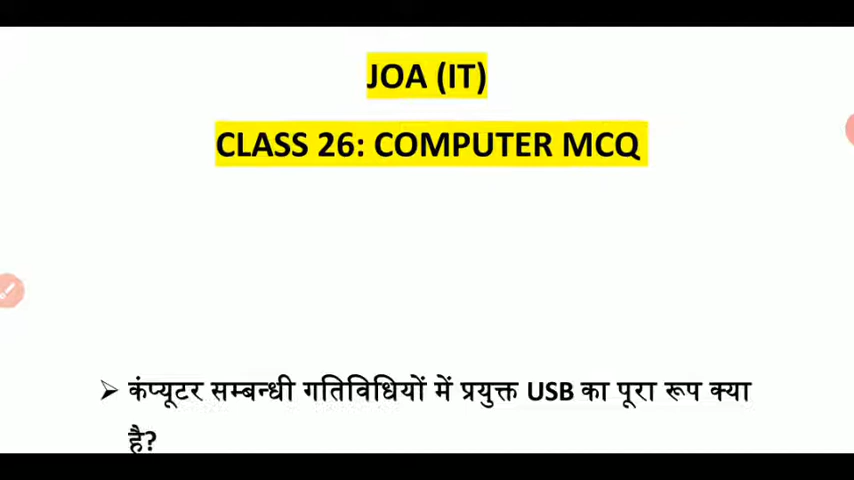 JOA (IT)
CLASS 26: COMPUTER MCQ
➢ कंप्यूटर सम्बन्धी गतिविधियों में प्रयुक्त USB का पूरा रूप क्या
है?